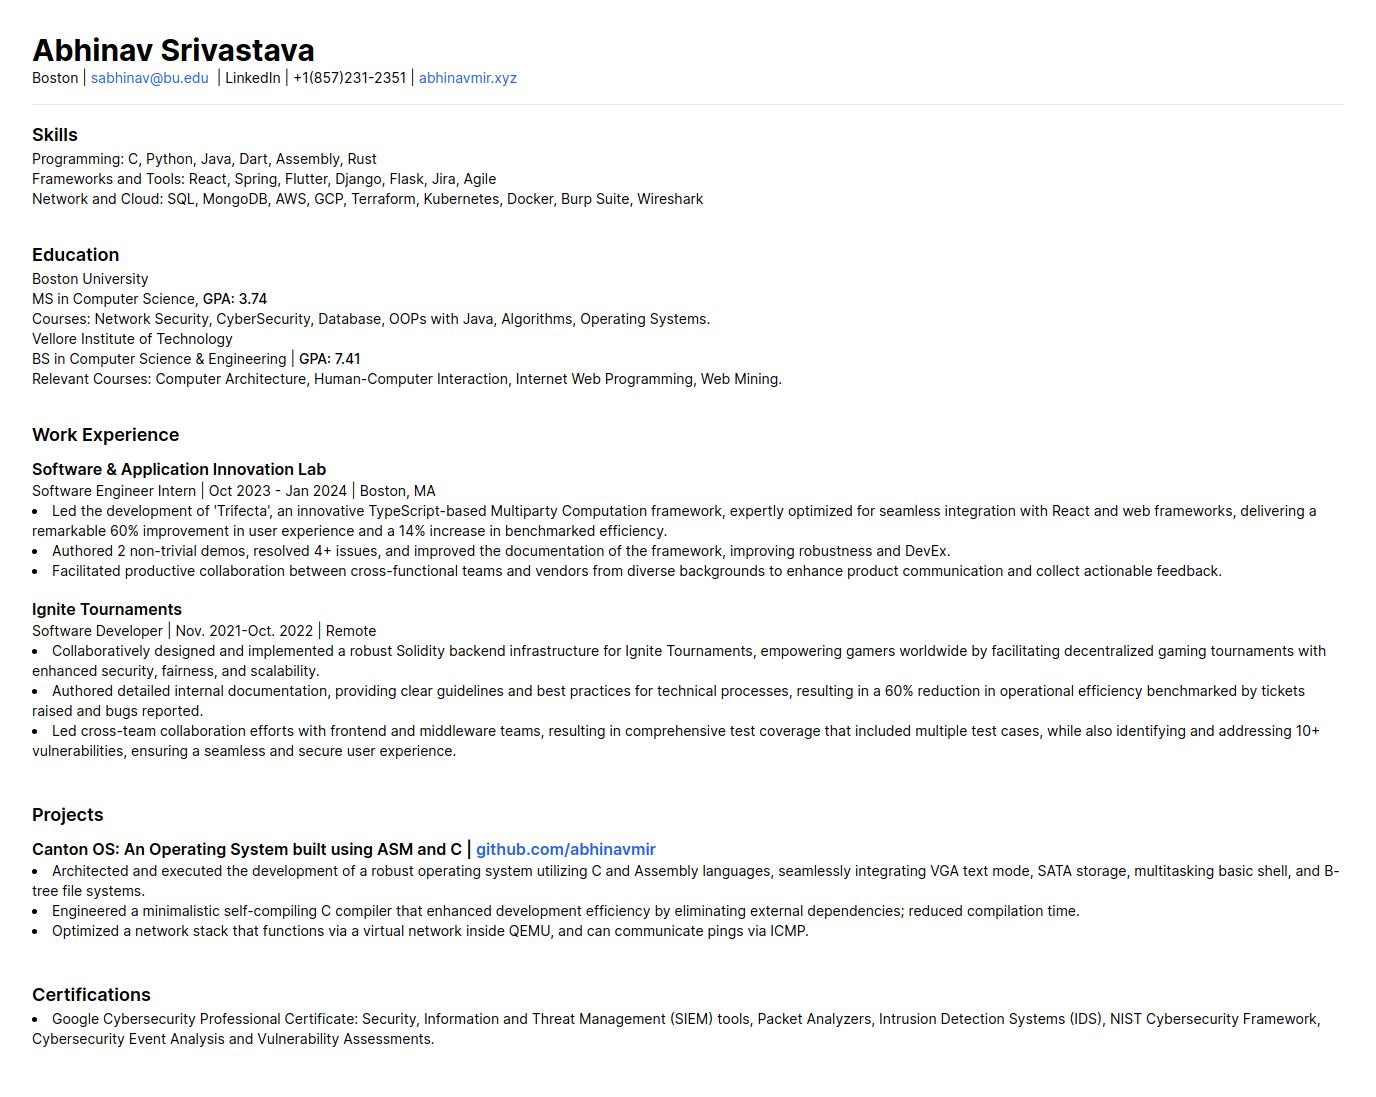 Abhinav Srivastava
Boston | sabhinav@bu.edu | LinkedIn | +1(857)231-2351 | abhinavmir.xyz
Skills
Programming: C, Python, Java, Dart, Assembly, Rust
Frameworks and Tools: React, Spring, Flutter, Django, Flask, Jira, Agile
Network and Cloud: SQL, MongoDB, AWS, GCP, Terraform, Kubernetes, Docker, Burp Suite, Wireshark
Education
Boston University
MS in Computer Science, GPA: 3.74
Courses: Network Security, CyberSecurity, Database, OOPs with Java, Algorithms, Operating Systems.
Vellore Institute of Technology
BS in Computer Science & Engineering | GPA: 7.41
Relevant Courses: Computer Architecture, Human-Computer Interaction, Internet Web Programming, Web Mining.
Work Experience
Software & Application Innovation Lab
Software Engineer Intern | Oct 2023 - Jan 2024 | Boston, MA
• Led the development of 'Trifecta', an innovative TypeScript-based Multiparty Computation framework, expertly optimized for seamless integration with React and web frameworks, delivering a
remarkable 60% improvement in user experience and a 14% increase in benchmarked efficiency.
• Authored 2 non-trivial demos, resolved 4+ issues, and improved the documentation of the framework, improving robustness and DevEx.
• Facilitated productive collaboration between cross-functional teams and vendors from diverse backgrounds to enhance product communication and collect actionable feedback.
Ignite Tournaments
Software Developer | Nov. 2021-Oct. 2022 | Remote
• Collaboratively designed and implemented a robust Solidity backend infrastructure for Ignite Tournaments, empowering gamers worldwide by facilitating decentralized gaming tournaments with
enhanced security, fairness, and scalability.
• Authored detailed internal documentation, providing clear guidelines and best practices for technical processes, resulting in a 60% reduction in operational efficiency benchmarked by tickets
raised and bugs reported.
• Led cross-team collaboration efforts with frontend and middleware teams, resulting in comprehensive test coverage that included multiple test cases, while also identifying and addressing 10+
vulnerabilities, ensuring a seamless and secure user experience.
Projects
Canton OS: An Operating System built using ASM and C | github.com/abhinavmir
• Architected and executed the development of a robust operating system utilizing C and Assembly languages, seamlessly integrating VGA text mode, SATA storage, multitasking basic shell, and B-
tree file systems.
• Engineered a minimalistic self-compiling C compiler that enhanced development efficiency by eliminating external dependencies; reduced compilation time.
• Optimized a network stack that functions via a virtual network inside QEMU, and can communicate pings via ICMP.
Certifications
• Google Cybersecurity Professional Certificate: Security, Information and Threat Management (SIEM) tools, Packet Analyzers, Intrusion Detection Systems (IDS), NIST Cybersecurity Framework,
Cybersecurity Event Analysis and Vulnerability Assessments.